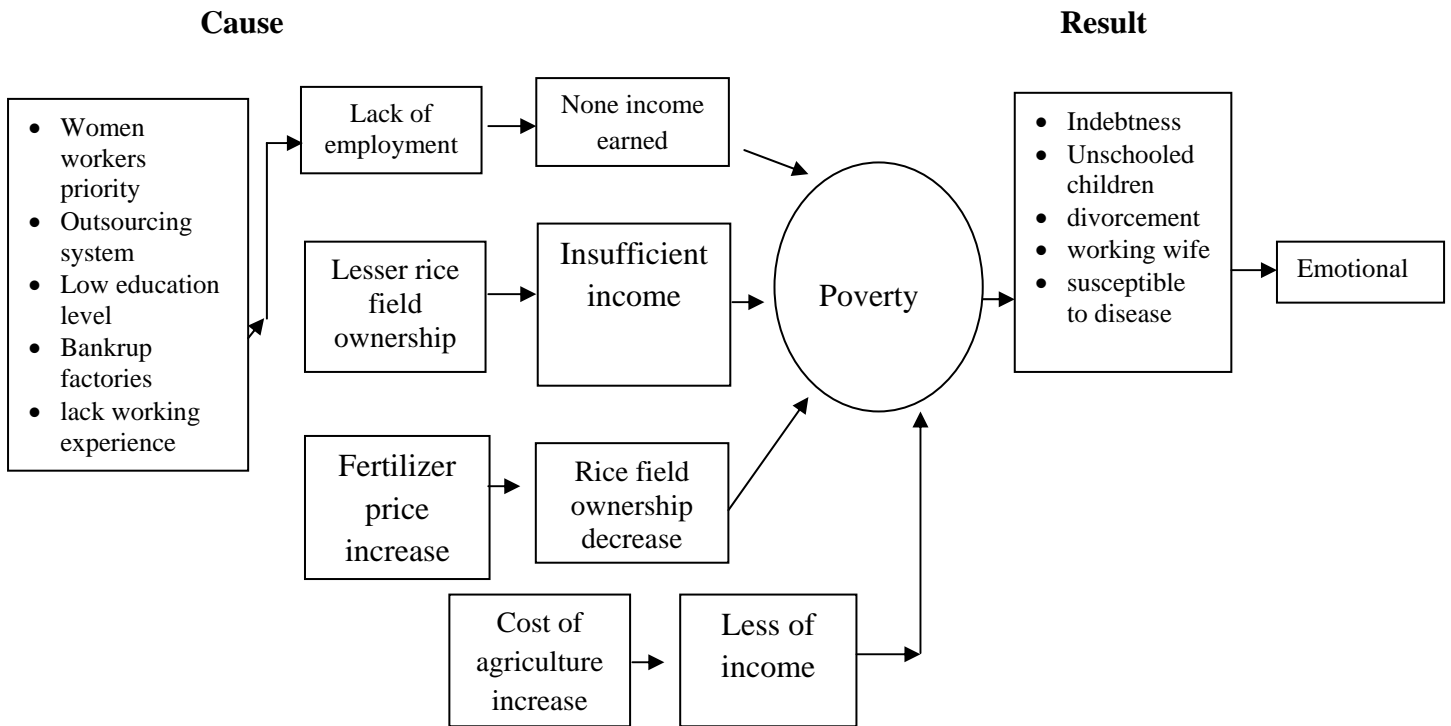 Cause
Result
• Women
workers
priority
• Outsourcing
system
• Low education
level
• Bankrup
factories
• lack working
experience
Lack of
employment
None income
earned
Lesser rice
field
ownership
Insufficient
income
Fertilizer
price
increase
Rice field
ownership
decrease
Cost of
agriculture
increase
Less of
income
Poverty
• Indebtness
• Unschooled
children
• divorcement
• working wife
• susceptible
to disease
Emotional